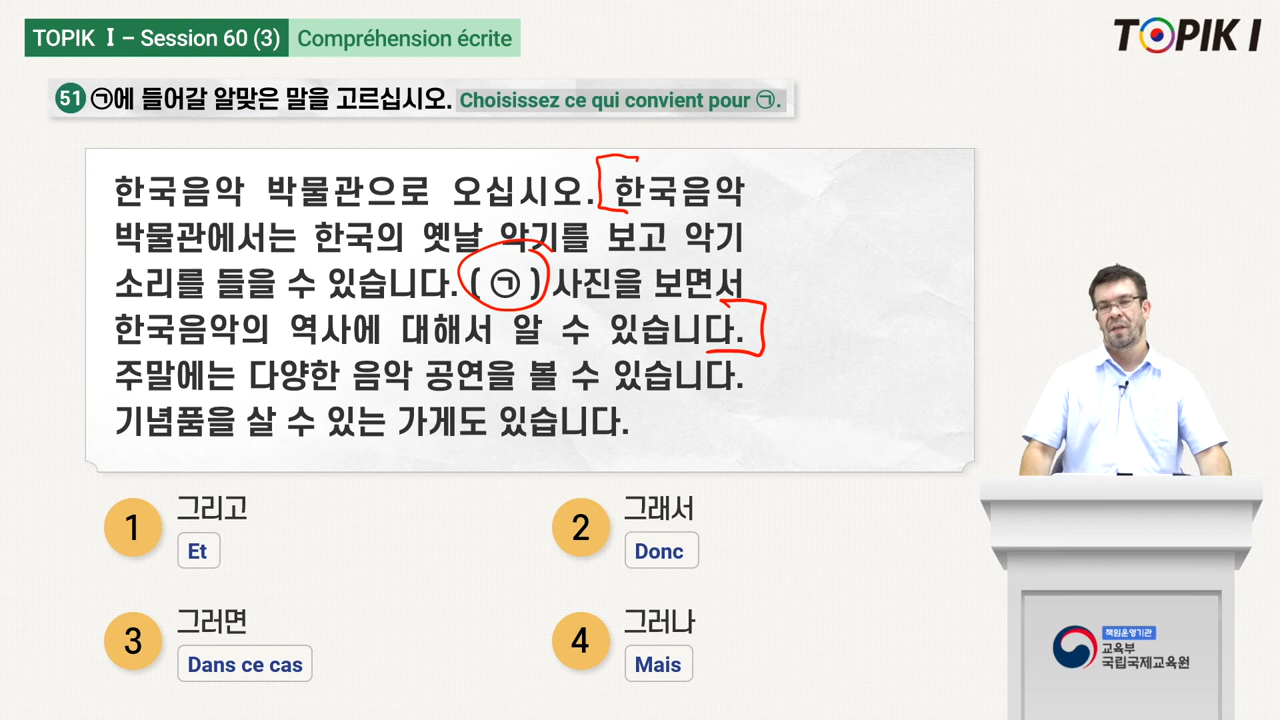 TOPIK Ⅰ – Session 60 (3) Compréhension écrite
TOPIK I
51 ㉠에 들어갈 알맞은 말을 고르십시오. Choisissez ce qui convient pour ㉠.
한국음악 박물관으로 오십시오. 한국음악
박물관에서는 한국의 옛날 악기를 보고 악기
소리를 들을 수 있습니다. ( ㉠ ) 사진을 보면서
한국음악의 역사에 대해서 알 수 있습니다.
주말에는 다양한 음악 공연을 볼 수 있습니다.
기념품을 살 수 있는 가게도 있습니다.
1 그리고
Et
2 그래서
Donc
3 그러면
Dans ce cas
4 그러나
Mais
책임운영기관
교육부
국립국제교육원